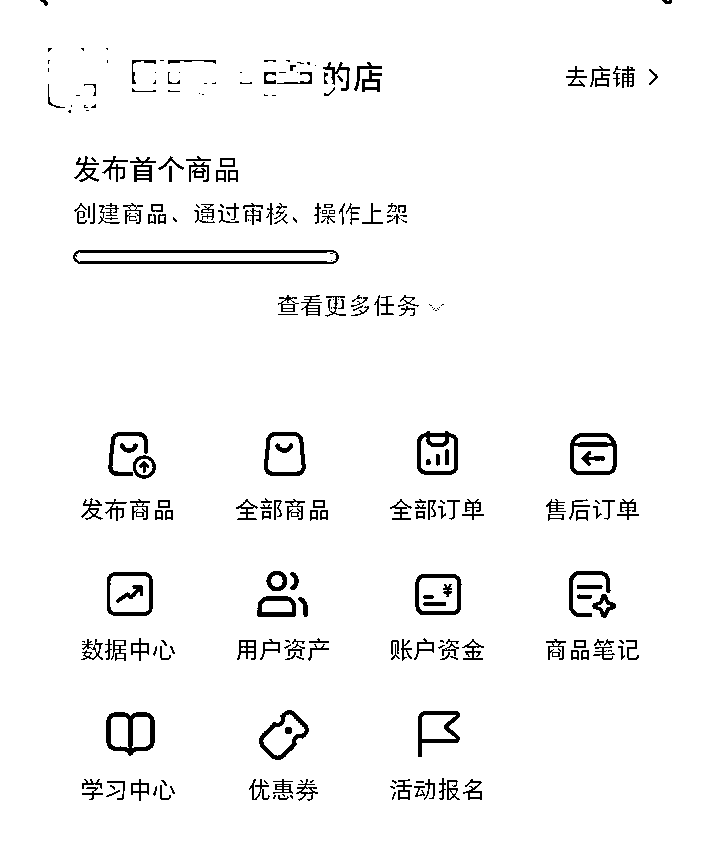 的店
去店铺
发布首个商品
创建商品、通过审核、操作上架
查看更多任务
发布商品 全部商品 全部订单 售后订单
数据中心 用户资产 账户资金 商品笔记
学习中心 优惠券 活动报名